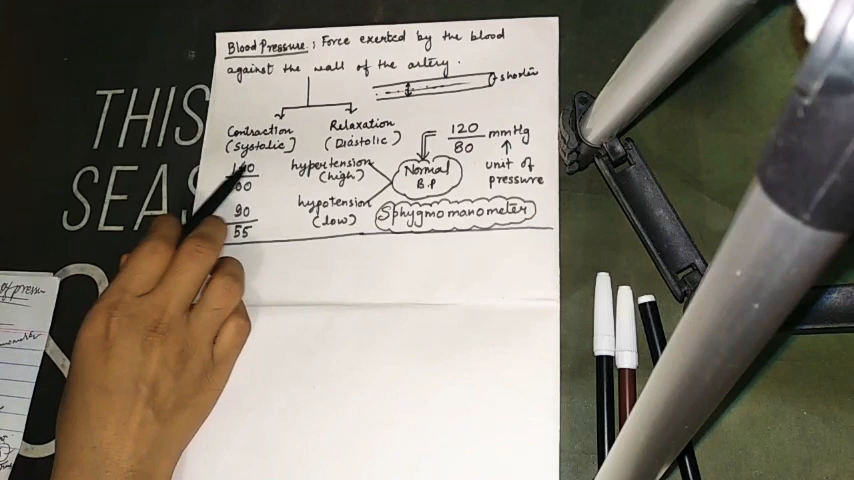 Blood Pressure : Force exerted by the blood
against the wall of the artery.
shorter
Contraction
(Systolic)
Relaxation
(Diastolic)
120
80
mmHg
↑
unit of
pressure
Normal
B.P
hypertension
(high)
hypotension
(low)
Sphygmomanometer
90
55
THIS
SEAS